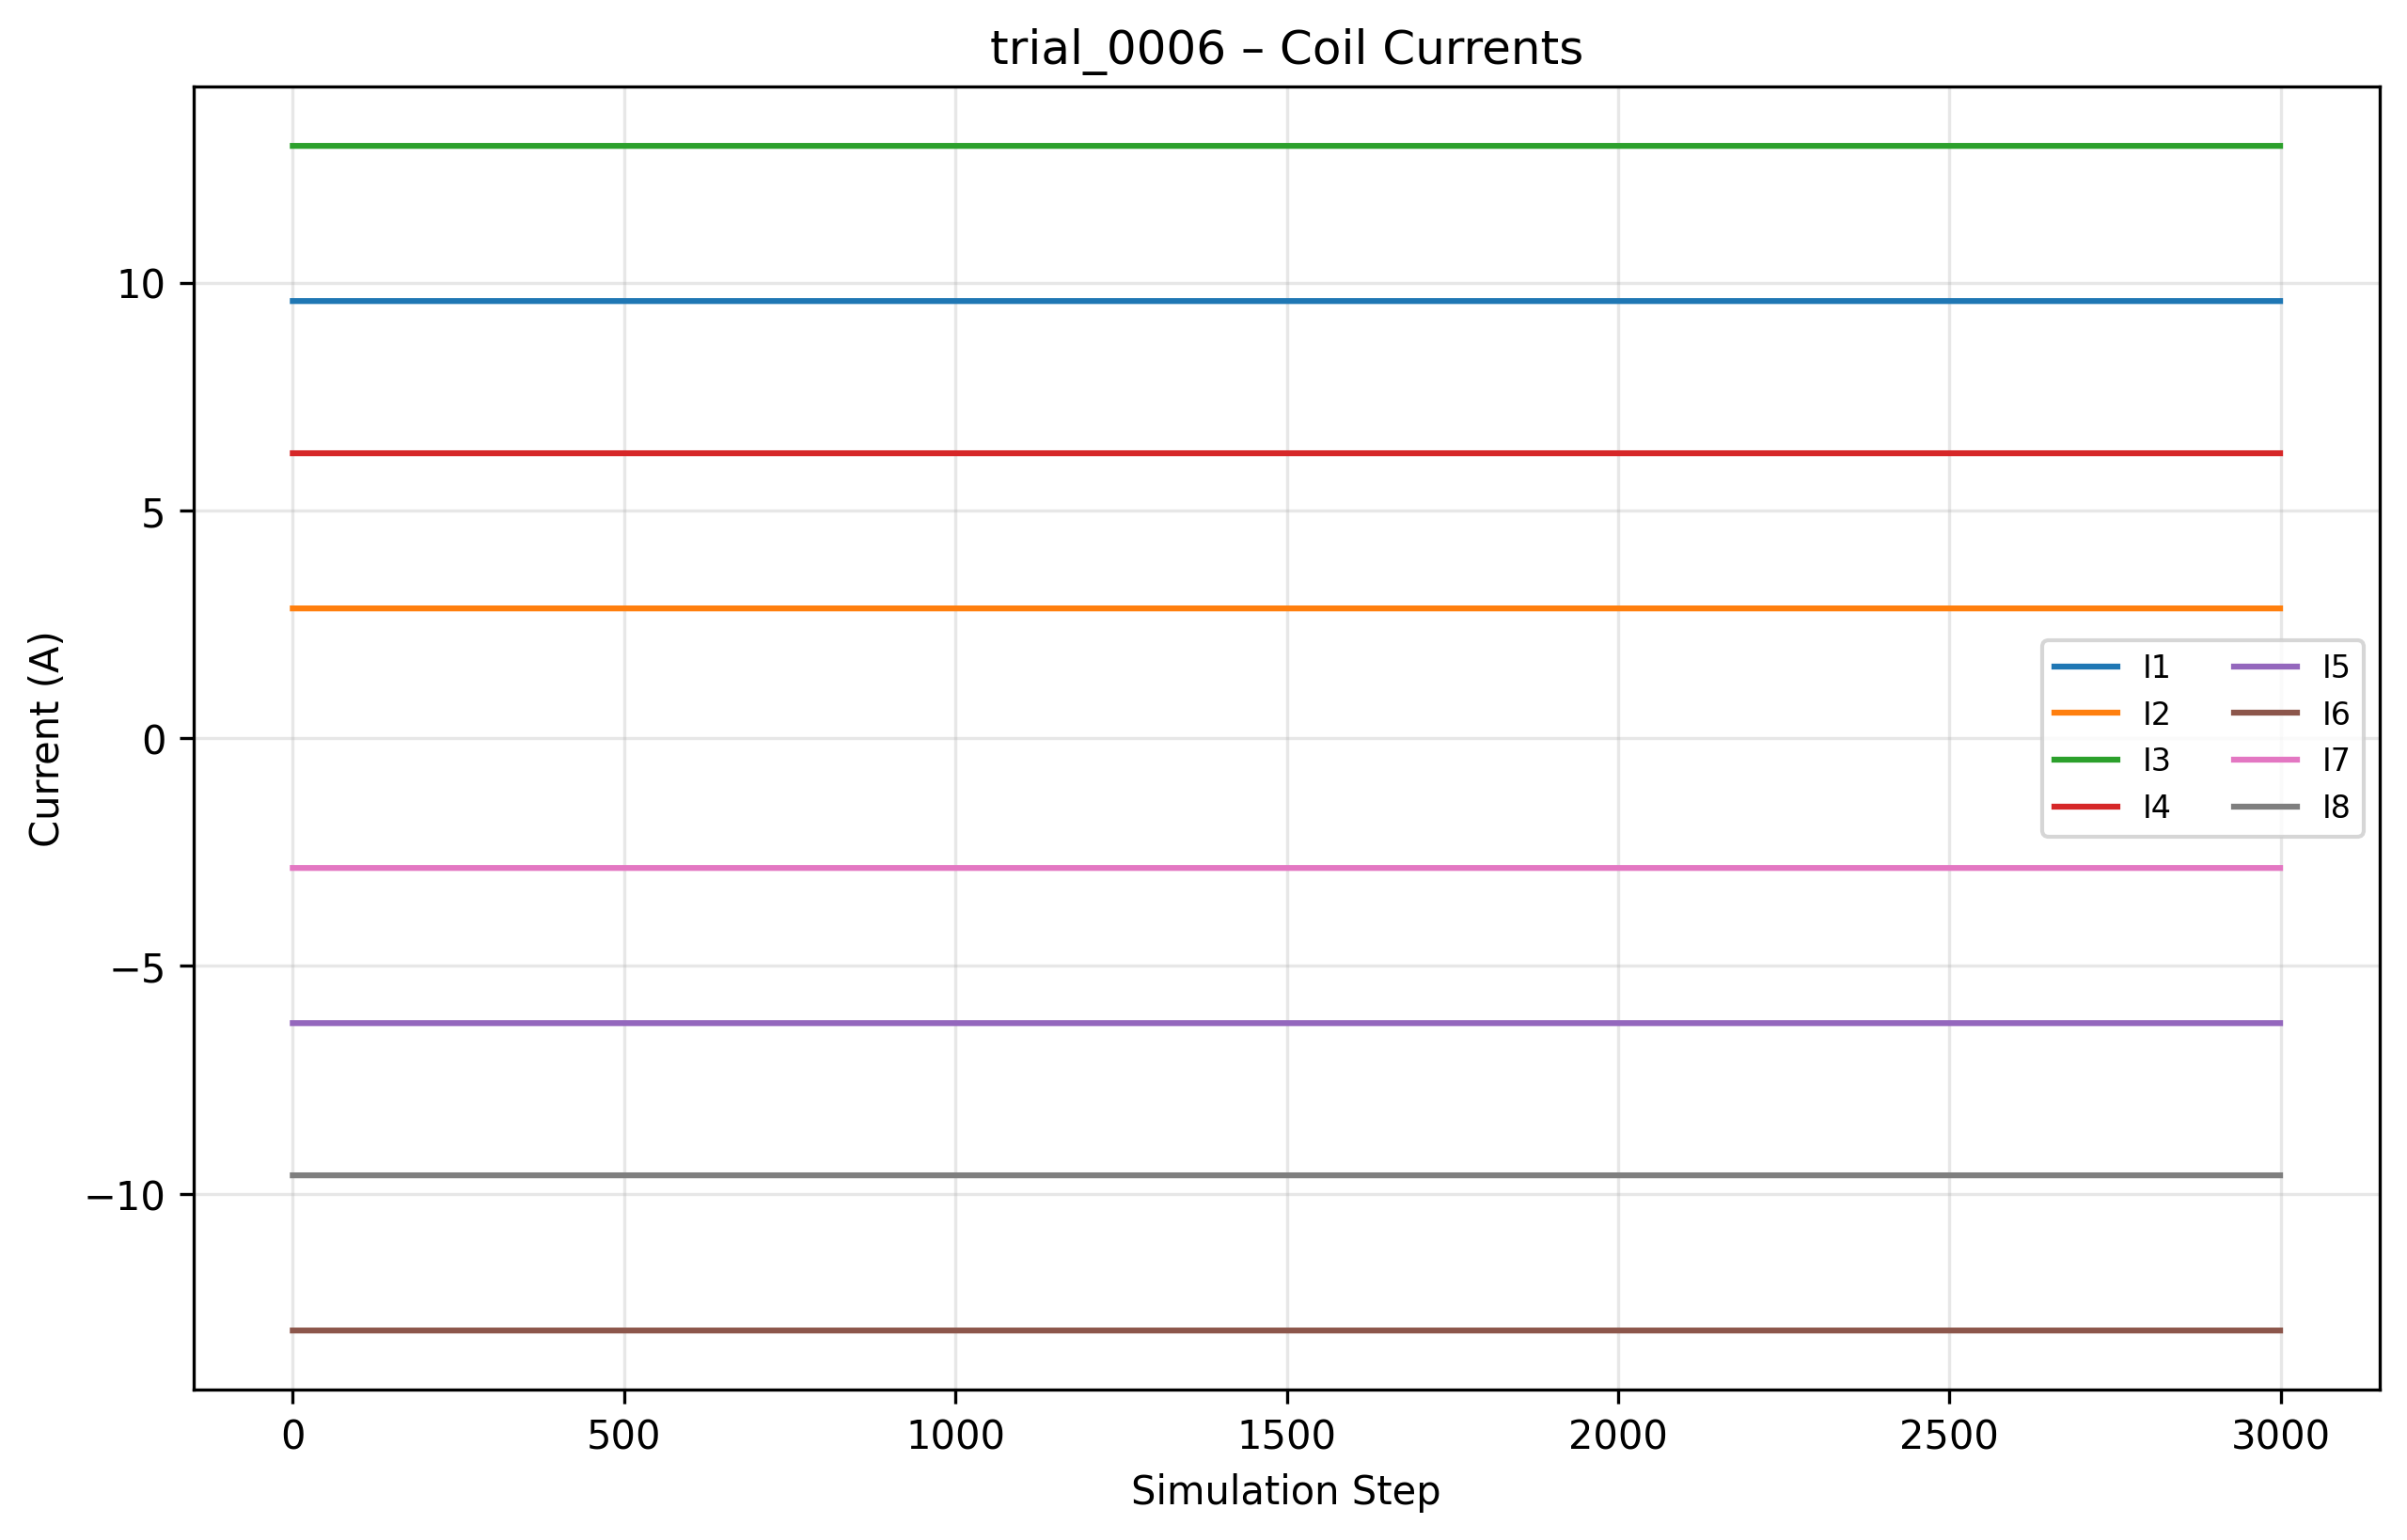 trial_0006 – Coil Currents
Current (A)
10
5
0
−5
−10
I1
I2
I3
I4
I5
I6
I7
I8
0 500 1000 1500 2000 2500 3000
Simulation Step